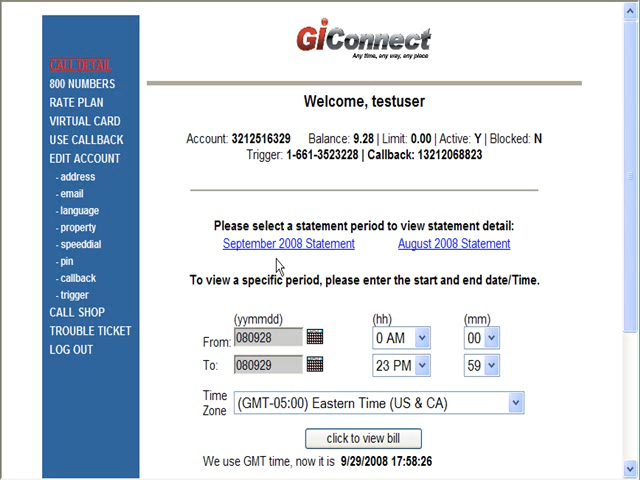 GiConnect
Any time, any way, any place
CALL DETAIL
800 NUMBERS
RATE PLAN
VIRTUAL CARD
USE CALLBACK
EDIT ACCOUNT
- address
- email
- language
- property
- speeddial
- pin
- callback
- trigger
CALL SHOP
TROUBLE TICKET
LOG OUT
Welcome, testuser
Account: 3212516329 Balance: 9.28 | Limit: 0.00 | Active: Y | Blocked: N
Trigger: 1-661-3523228 | Callback: 13212068823
Please select a statement period to view statement detail:
September 2008 Statement August 2008 Statement
To view a specific period, please enter the start and end date/Time.
(yymmdd) (hh) (mm)
From: 080928 0 AM 00
To: 080929 23 PM 59
Time Zone (GMT-05:00) Eastern Time (US & CA)
click to view bill
We use GMT time, now it is 9/29/2008 17:58:26